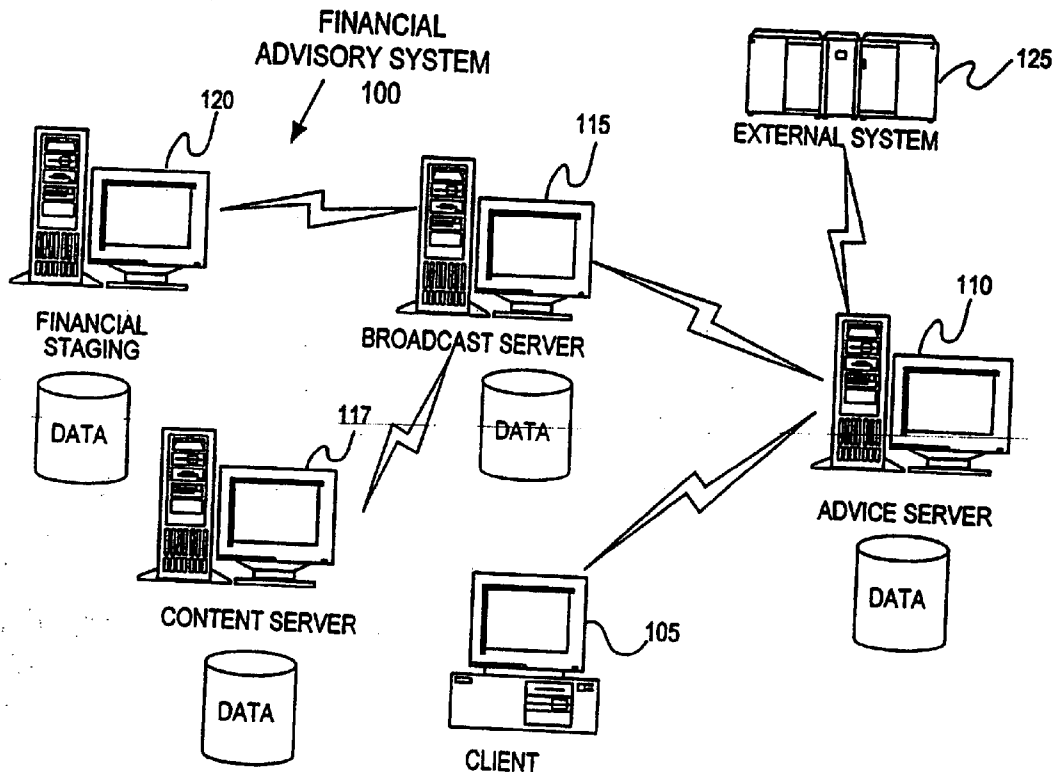 FINANCIAL
ADVISORY SYSTEM
100
120
115
125
EXTERNAL SYSTEM
110
FINANCIAL
STAGING
BROADCAST SERVER
DATA
117
DATA
ADVICE SERVER
CONTENT SERVER
105
DATA
DATA
CLIENT